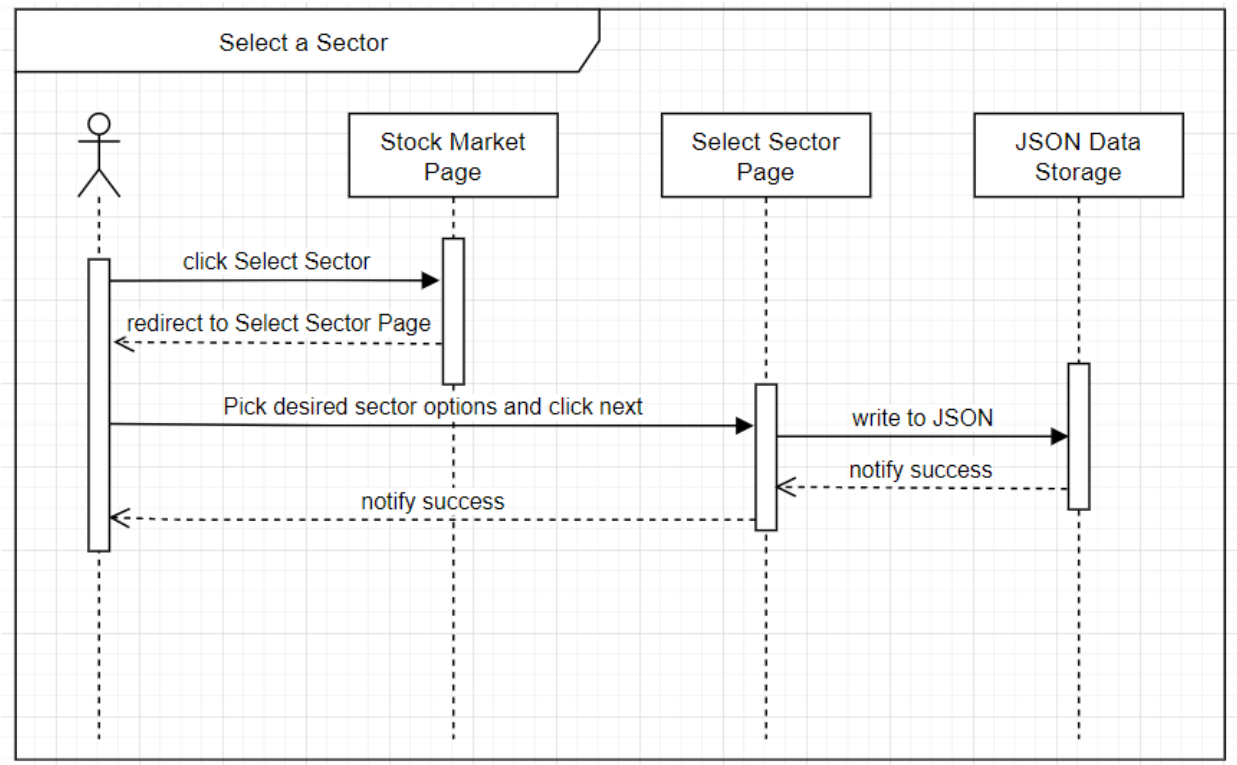 Select a Sector
Stock Market
Page
Select Sector
Page
JSON Data
Storage
click Select Sector
redirect to Select Sector Page
Pick desired sector options and click next
write to JSON
notify success
notify success